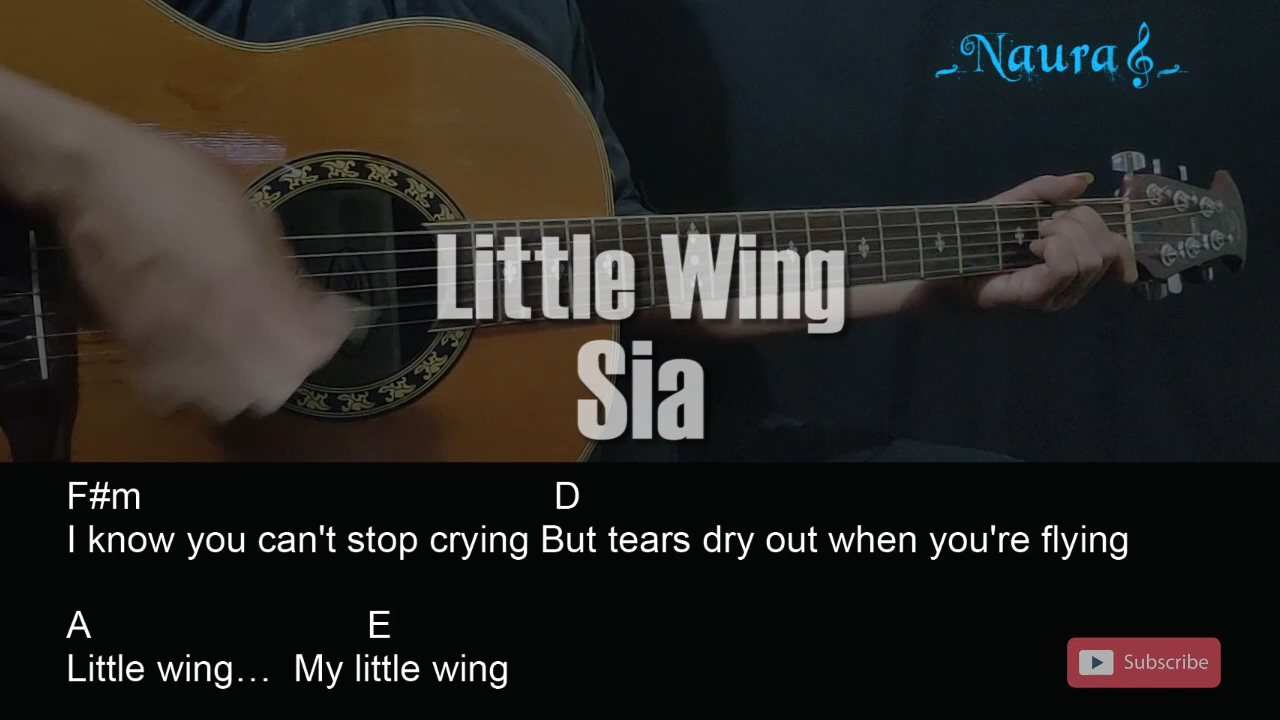 Naura
Little Wing
Sia
F#m D
I know you can't stop crying But tears dry out when you're flying
A E
Little wing… My little wing
Subscribe